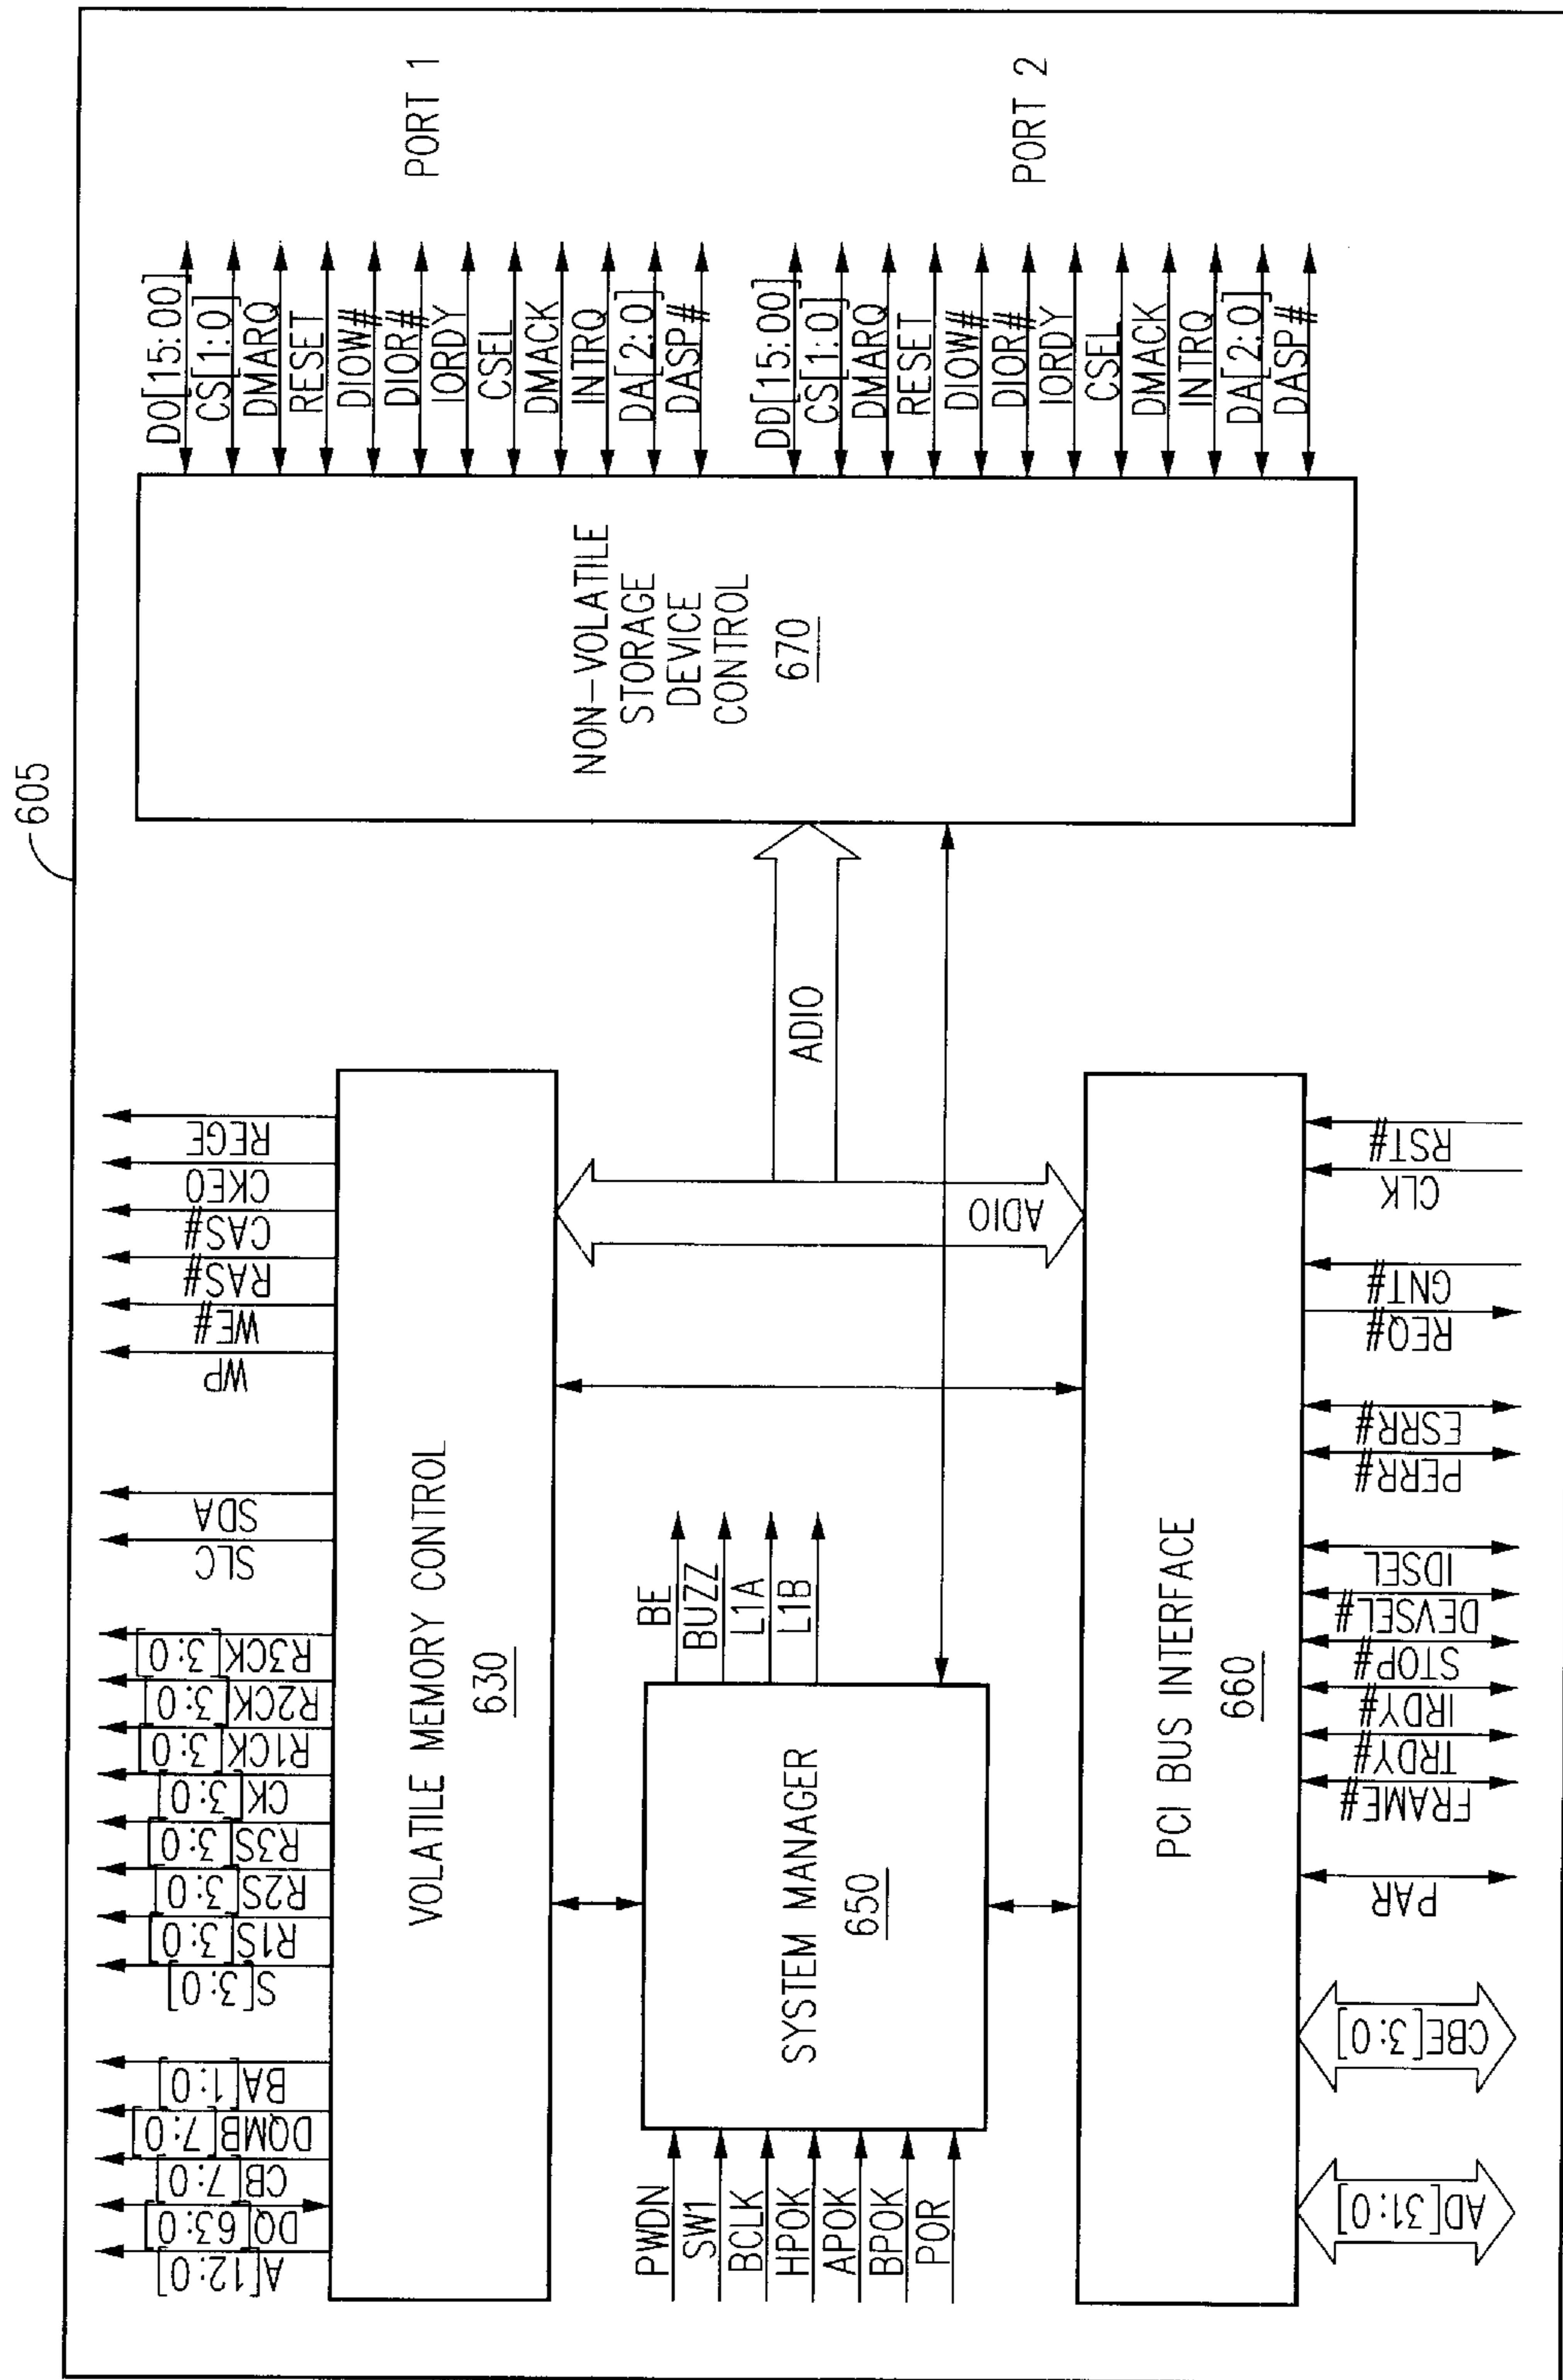 605
PORT 1
PORT 2
DO[15:00]
CS[1:0]
DMARQ
RESET
DIOW#
DIOR#
IORDY
CSEL
DMACK
INTRQ
DA[2:0]
DASP#
DD[15:00]
CS[1:0]
DMARQ
RESET
DIOW#
DIOR#
IORDY
CSEL
DMACK
INTRQ
DA[2:0]
DASP#
NON-VOLATILE
STORAGE
DEVICE
CONTROL
670
ADIO
ADIO
REGE
CKE0
CAS#
RAS#
WE#
WP
SDA
SLC
R3CK[3:0]
R2CK[3:0]
R1CK[3:0]
CK[3:0]
R3S[3:0]
R2S[3:0]
R1S[3:0]
S[3:0]
BA[1:0]
DQMB[7:0]
CB[7:0]
DQ[63:0]
A[12:0]
VOLATILE MEMORY CONTROL
630
BE
BUZZ
L1A
L1B
SYSTEM MANAGER
650
PWDN
SW1
BCLK
HPOK
APOK
BPOK
POR
PCI BUS INTERFACE
660
RST#
CLK
GNT#
REQ#
ESRR#
PERR#
IDSEL
DEVSEL#
STOP#
IRDY#
TRDY#
FRAME#
PAR
CBE[3:0]
AD[31:0]